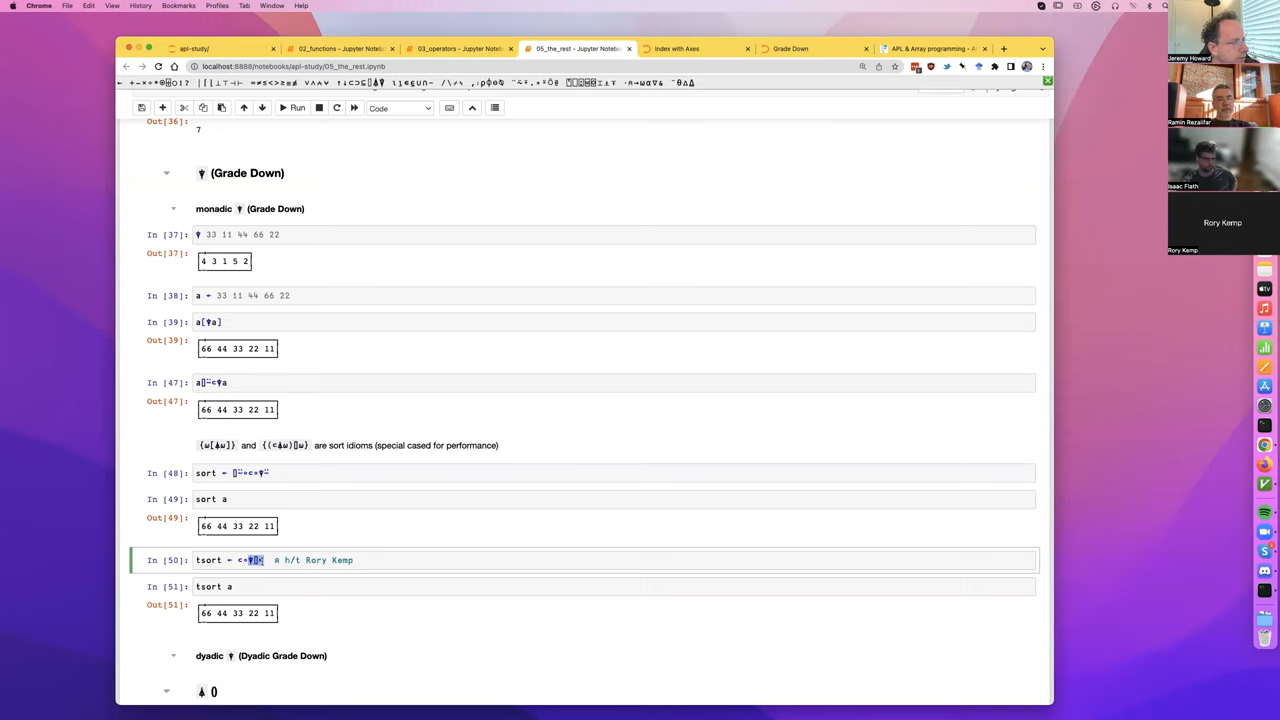 Chrome File Edit View History Bookmarks Profiles Tab Window Help
apl-study/ 02_functions - Jupyter Noteb 03_operators - Jupyter Noteb 05_the_rest - Jupyter Notebo Index with Axes Grade Down APL & Array programming - A
localhost:8888/notebooks/apl-study/05_the_rest.ipynb
Run Code
Out[36]: 7
⍒ (Grade Down)
monadic ⍒ (Grade Down)
In [37]: ⍒ 33 11 44 66 22
Out[37]: 4 3 1 5 2
In [38]: a ← 33 11 44 66 22
In [39]: a[⍒a]
Out[39]: 66 44 33 22 11
In [47]: a⌷⍨⊂⍒a
Out[47]: 66 44 33 22 11
{⍵[⍋⍵]} and {(⊂⍋⍵)⌷⍵} are sort idioms (special cased for performance)
In [48]: sort ← ⌷⍨∘⊂∘⍒⍨
In [49]: sort a
Out[49]: 66 44 33 22 11
In [50]: tsort ← ⊂∘⍒⌷ ⍝ h/t Rory Kemp
In [51]: tsort a
Out[51]: 66 44 33 22 11
dyadic ⍒ (Dyadic Grade Down)
⍋ ()
Jeremy Howard
Ramin Rezaiifar
Isaac Flath
Rory Kemp
Rory Kemp